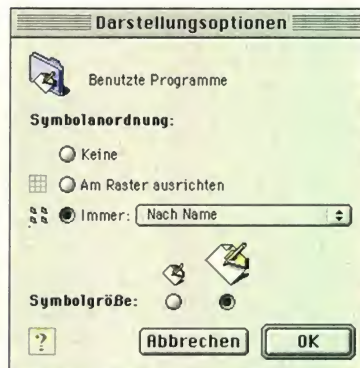 Darstellungsoptionen
Benutzte Programme
Symbolanordnung:
Keine
Am Raster ausrichten
Immer: Nach Name
Symbolgröße:
?
Abbrechen OK